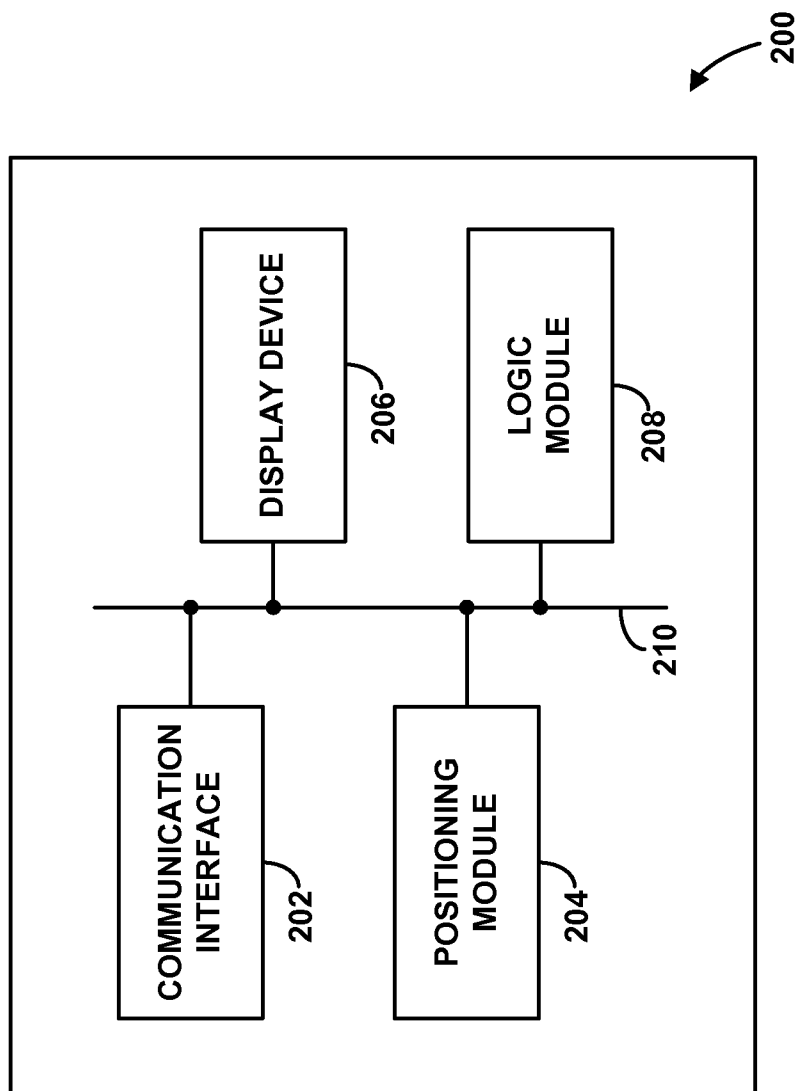 200
COMMUNICATION
INTERFACE
202
DISPLAY DEVICE
206
POSITIONING
MODULE
204
LOGIC
MODULE
208
210